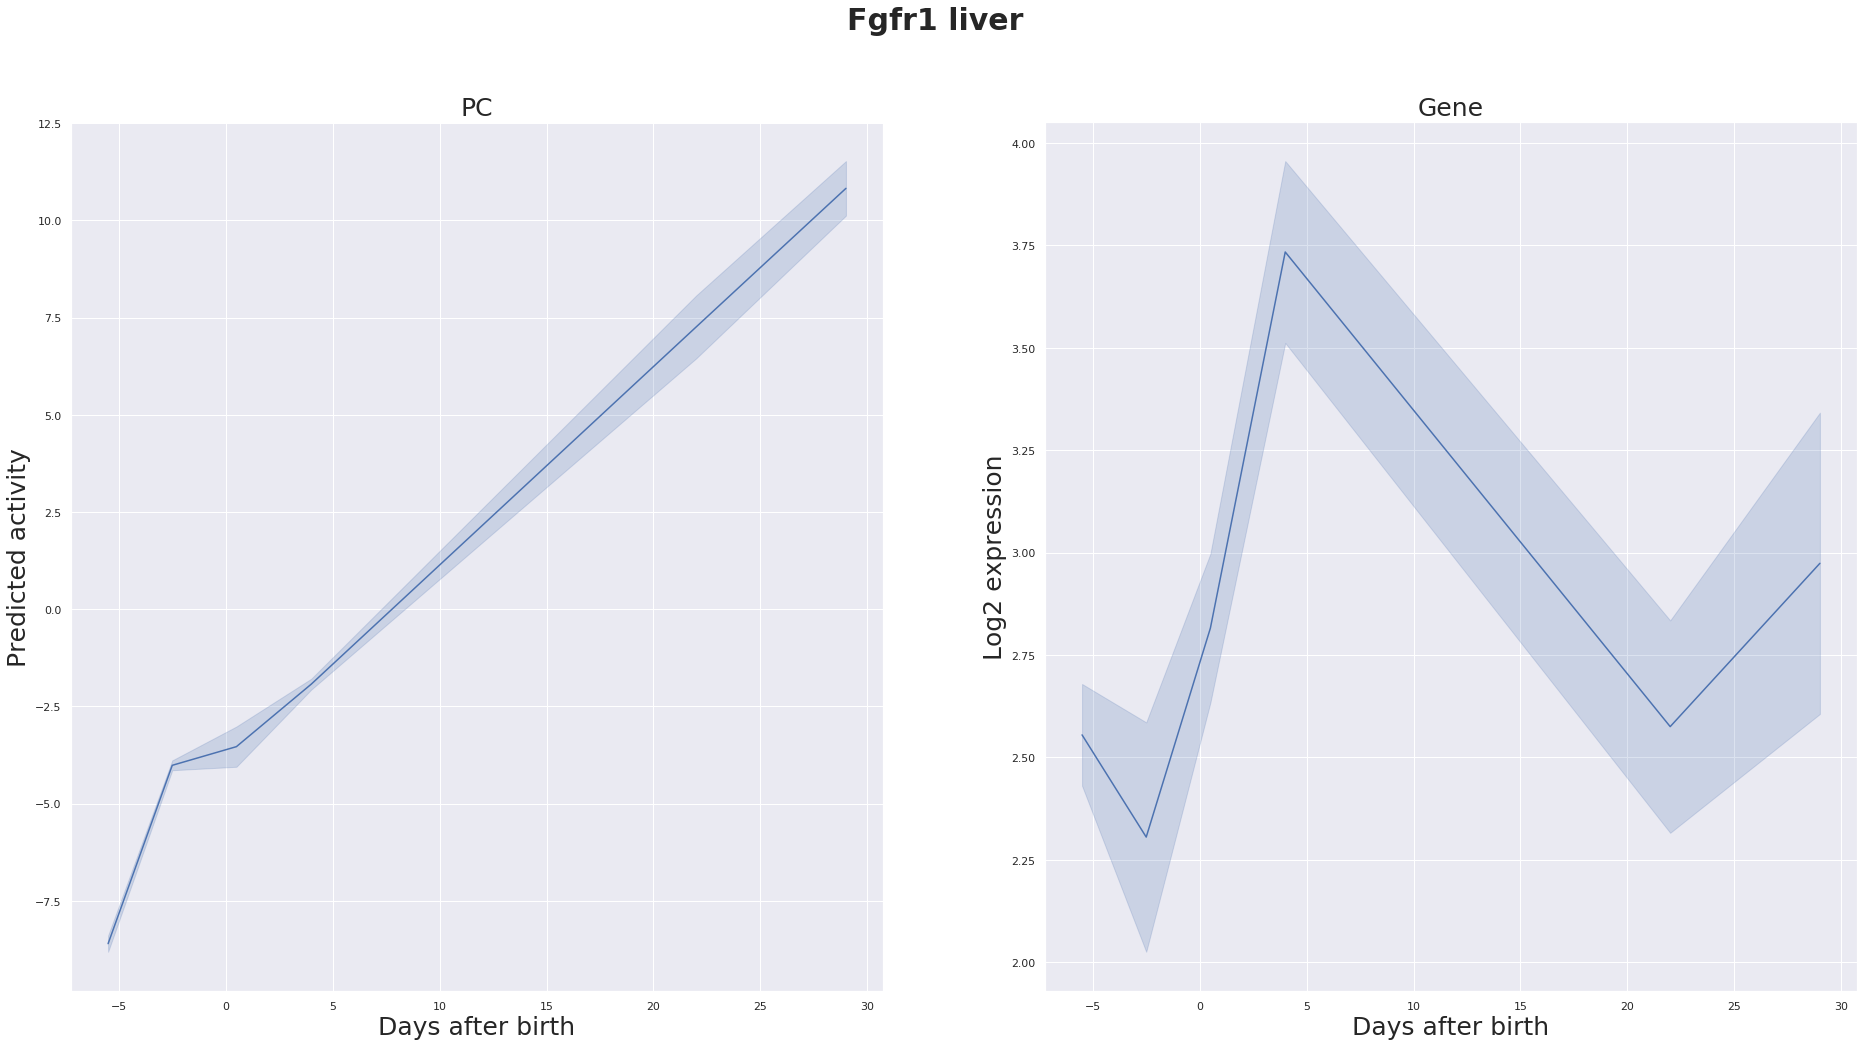 Fgfr1 liver
PC
12.5
10.0
7.5
5.0
2.5
0.0
−2.5
−5.0
−7.5
Predicted activity
−5 0 5 10 15 20 25 30
Days after birth
Gene
4.00
3.75
3.50
3.25
3.00
2.75
2.50
2.25
2.00
Log2 expression
−5 0 5 10 15 20 25 30
Days after birth